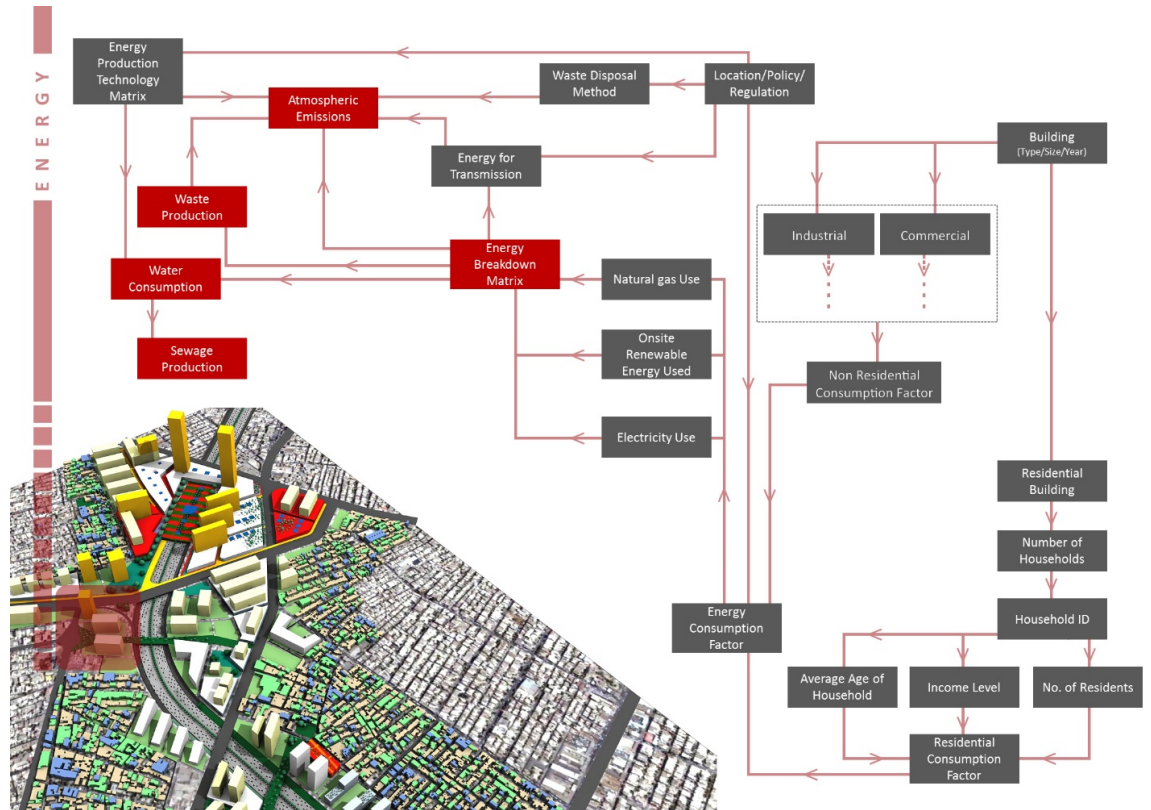 ENERGY
Energy
Production
Technology
Matrix
Atmospheric
Emissions
Waste Disposal
Method
Location/Policy/
Regulation
Energy for
Transmission
Building
(Type/Size/Year)
Waste
Production
Industrial
Commercial
Water
Consumption
Energy
Breakdown
Matrix
Natural gas Use
Sewage
Production
Onsite
Renewable
Energy Used
Non Residential
Consumption Factor
Electricity Use
Residential
Building
Number of
Households
Energy
Consumption
Factor
Household ID
Average Age of
Household
Income Level
No. of Residents
Residential
Consumption
Factor